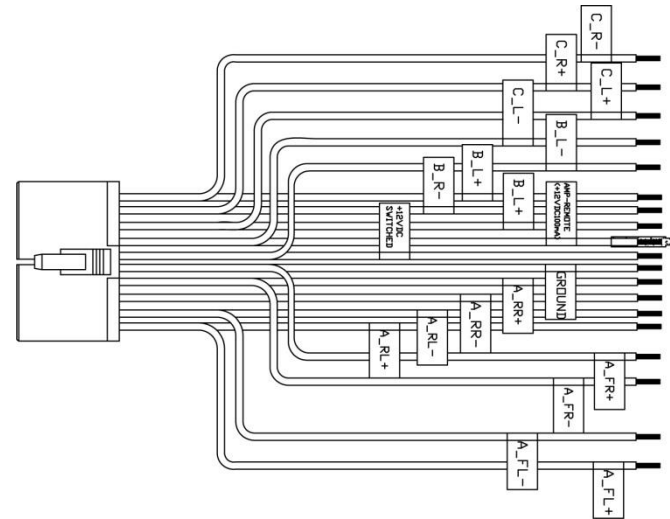 C_R-
C_R+
C_L+
C_L-
B_L-
B_L+
B_R-
B_L+
AMP-REMOTE
(+12VDC100mA)
+12VDC
SWITCHED
GROUND
A_RR+
A_RR-
A_RL-
A_RL+
A_FR+
A_FR-
A_FL-
A_FL+